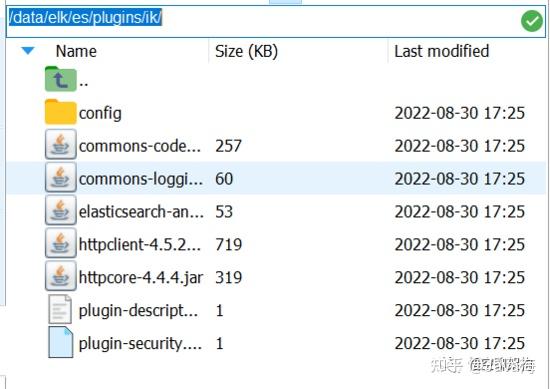 /data/elk/es/plugins/ik/
Name Size (KB) Last modified
..
config 2022-08-30 17:25
commons-code... 257 2022-08-30 17:25
commons-loggi... 60 2022-08-30 17:25
elasticsearch-an... 53 2022-08-30 17:25
httpclient-4.5.2... 719 2022-08-30 17:25
httpcore-4.4.4.jar 319 2022-08-30 17:25
plugin-descript... 1 2022-08-30 17:25
plugin-security.... 1 2022-08-30 17:25
知乎